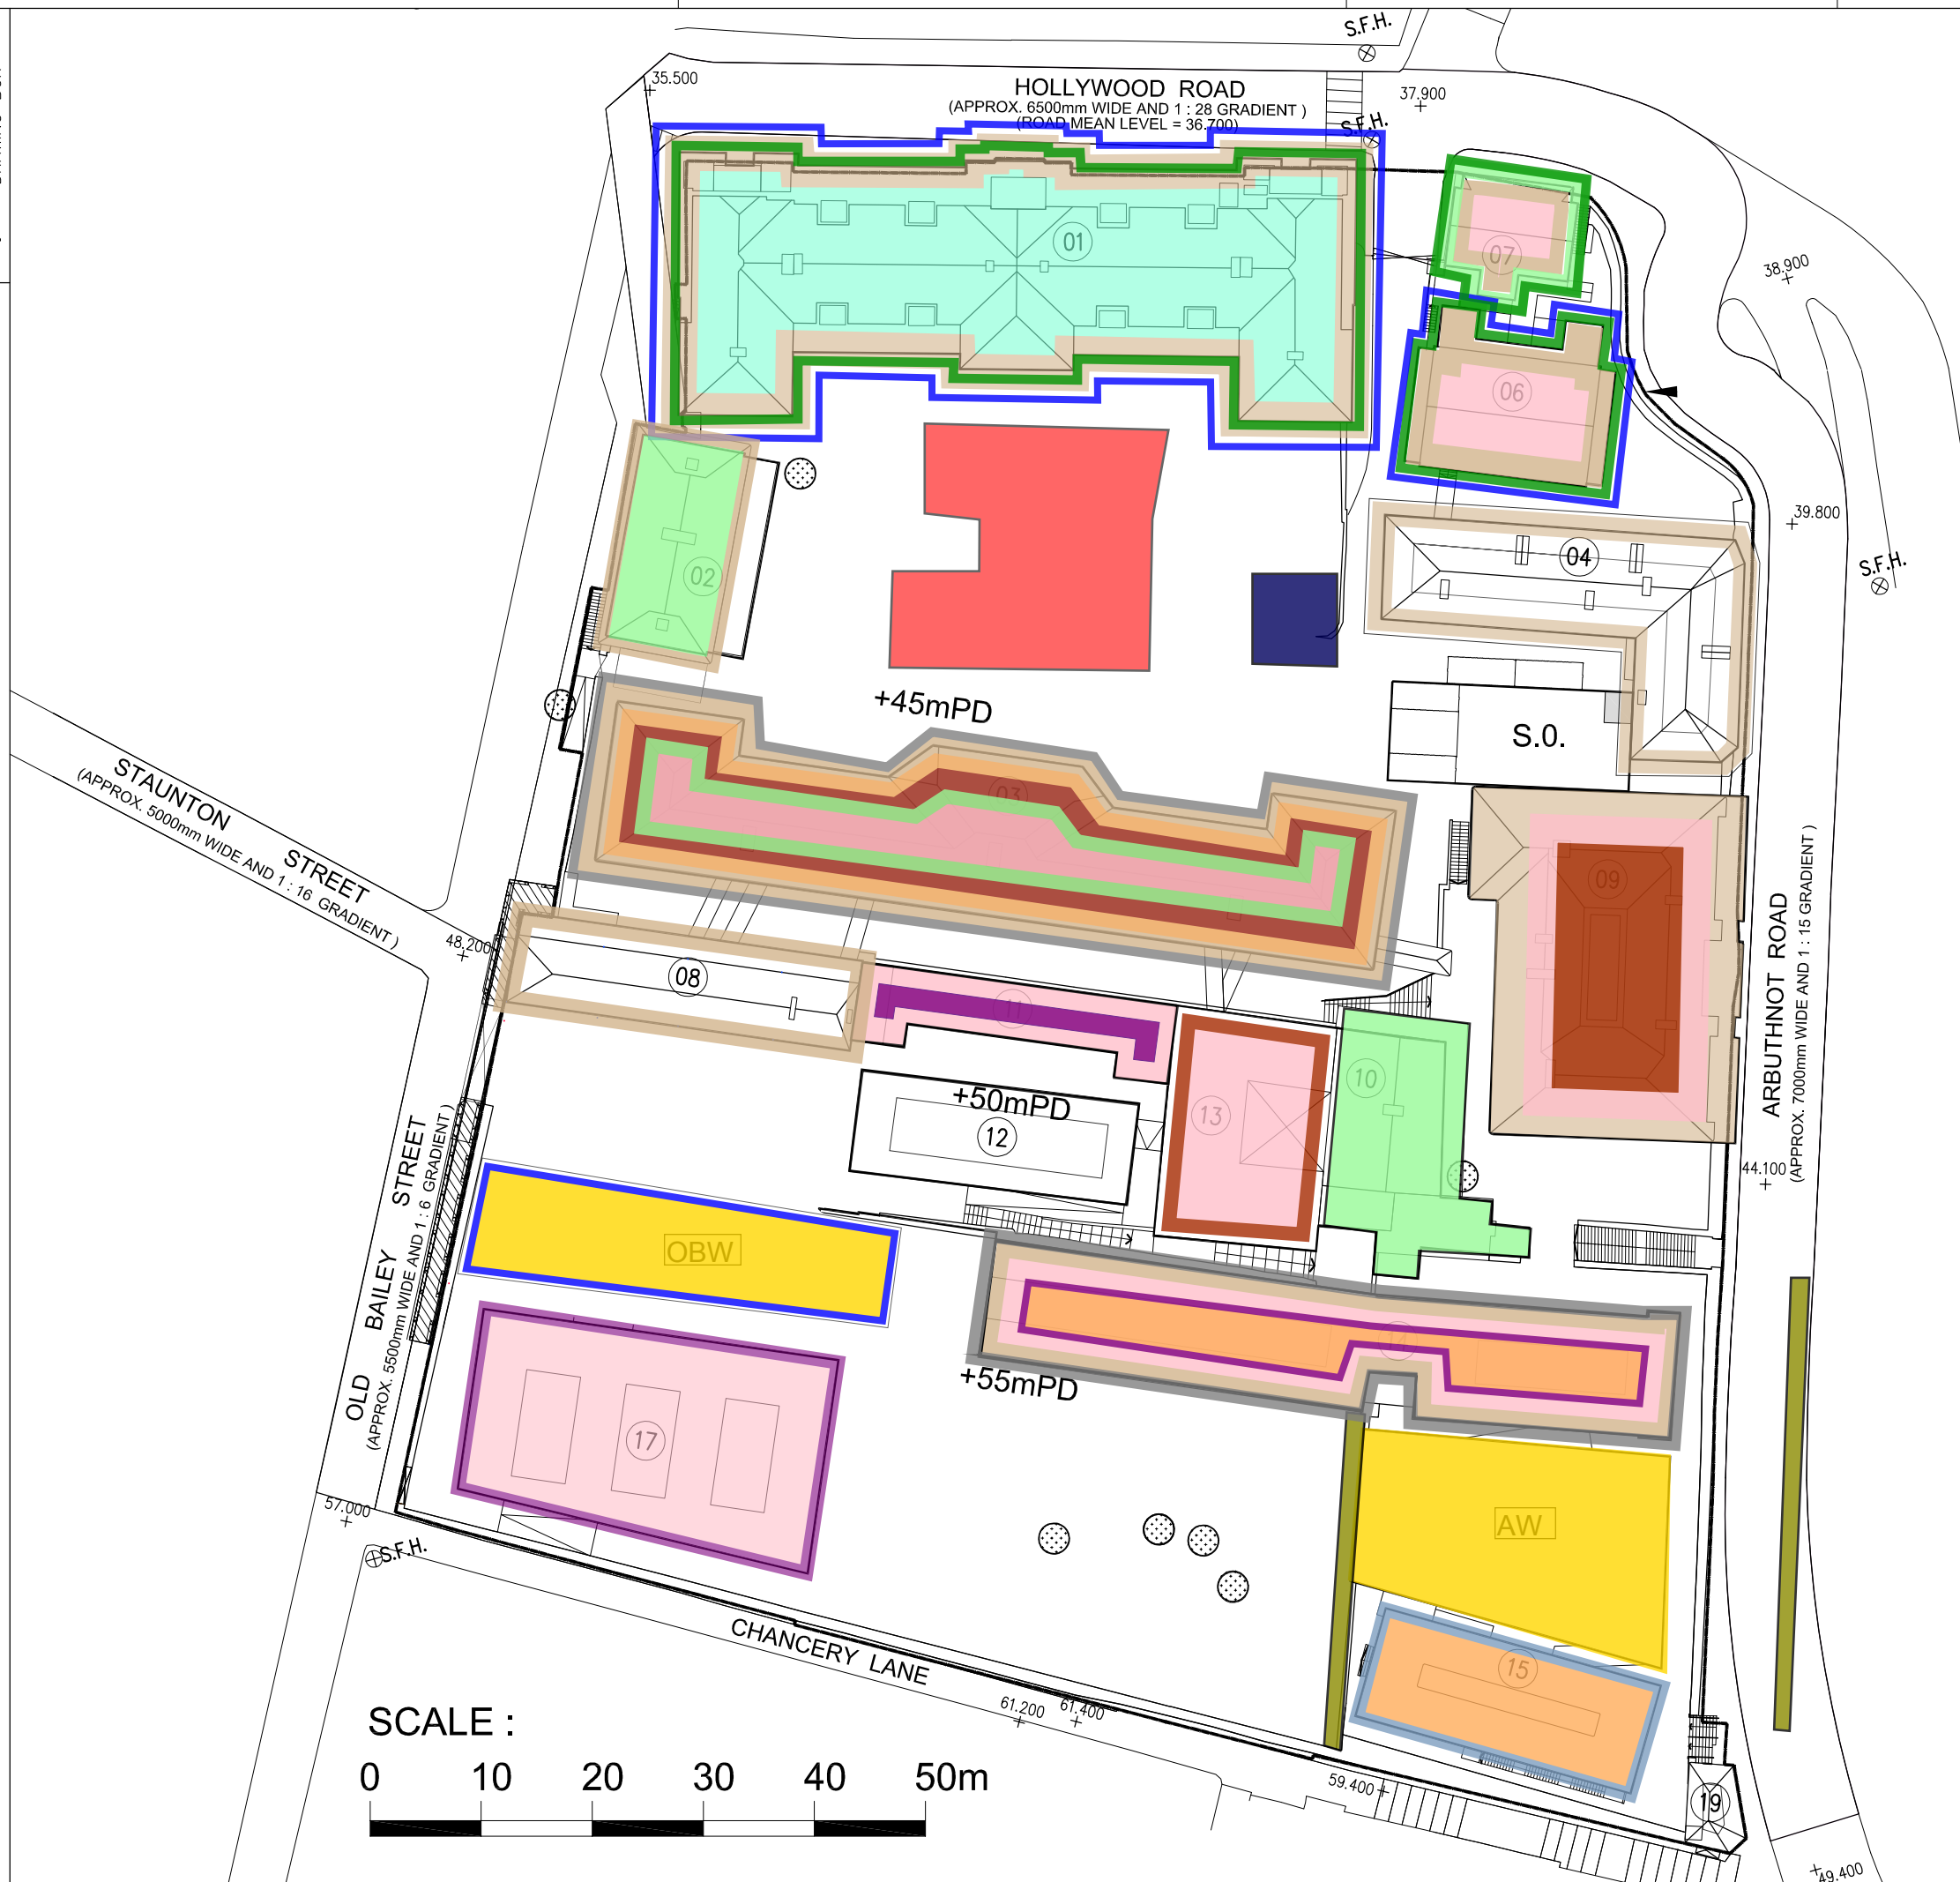 S.F.H.
35.500
HOLLYWOOD ROAD
(APPROX. 6500mm WIDE AND 1 : 28 GRADIENT )
(ROAD MEAN LEVEL = 36.700)
37.900
S.F.H.
01
07
38.900
06
39.800
04
S.F.H.
02
+45mPD
S.O.
03
STAUNTON STREET
(APPROX. 5000mm WIDE AND 1 : 16 GRADIENT )
09
48.200
08
11
ARBUTHNOT ROAD
(APPROX. 7000mm WIDE AND 1 : 15 GRADIENT )
10
+50mPD
13
12
44.100
OLD BAILEY STREET
(APPROX. 5500mm WIDE AND 1 : 6 GRADIENT )
OBW
14
+55mPD
17
57.000
AW
S.F.H.
CHANCERY LANE
15
61.200
61.400
SCALE :
0 10 20 30 40 50m
59.400
19
49.400